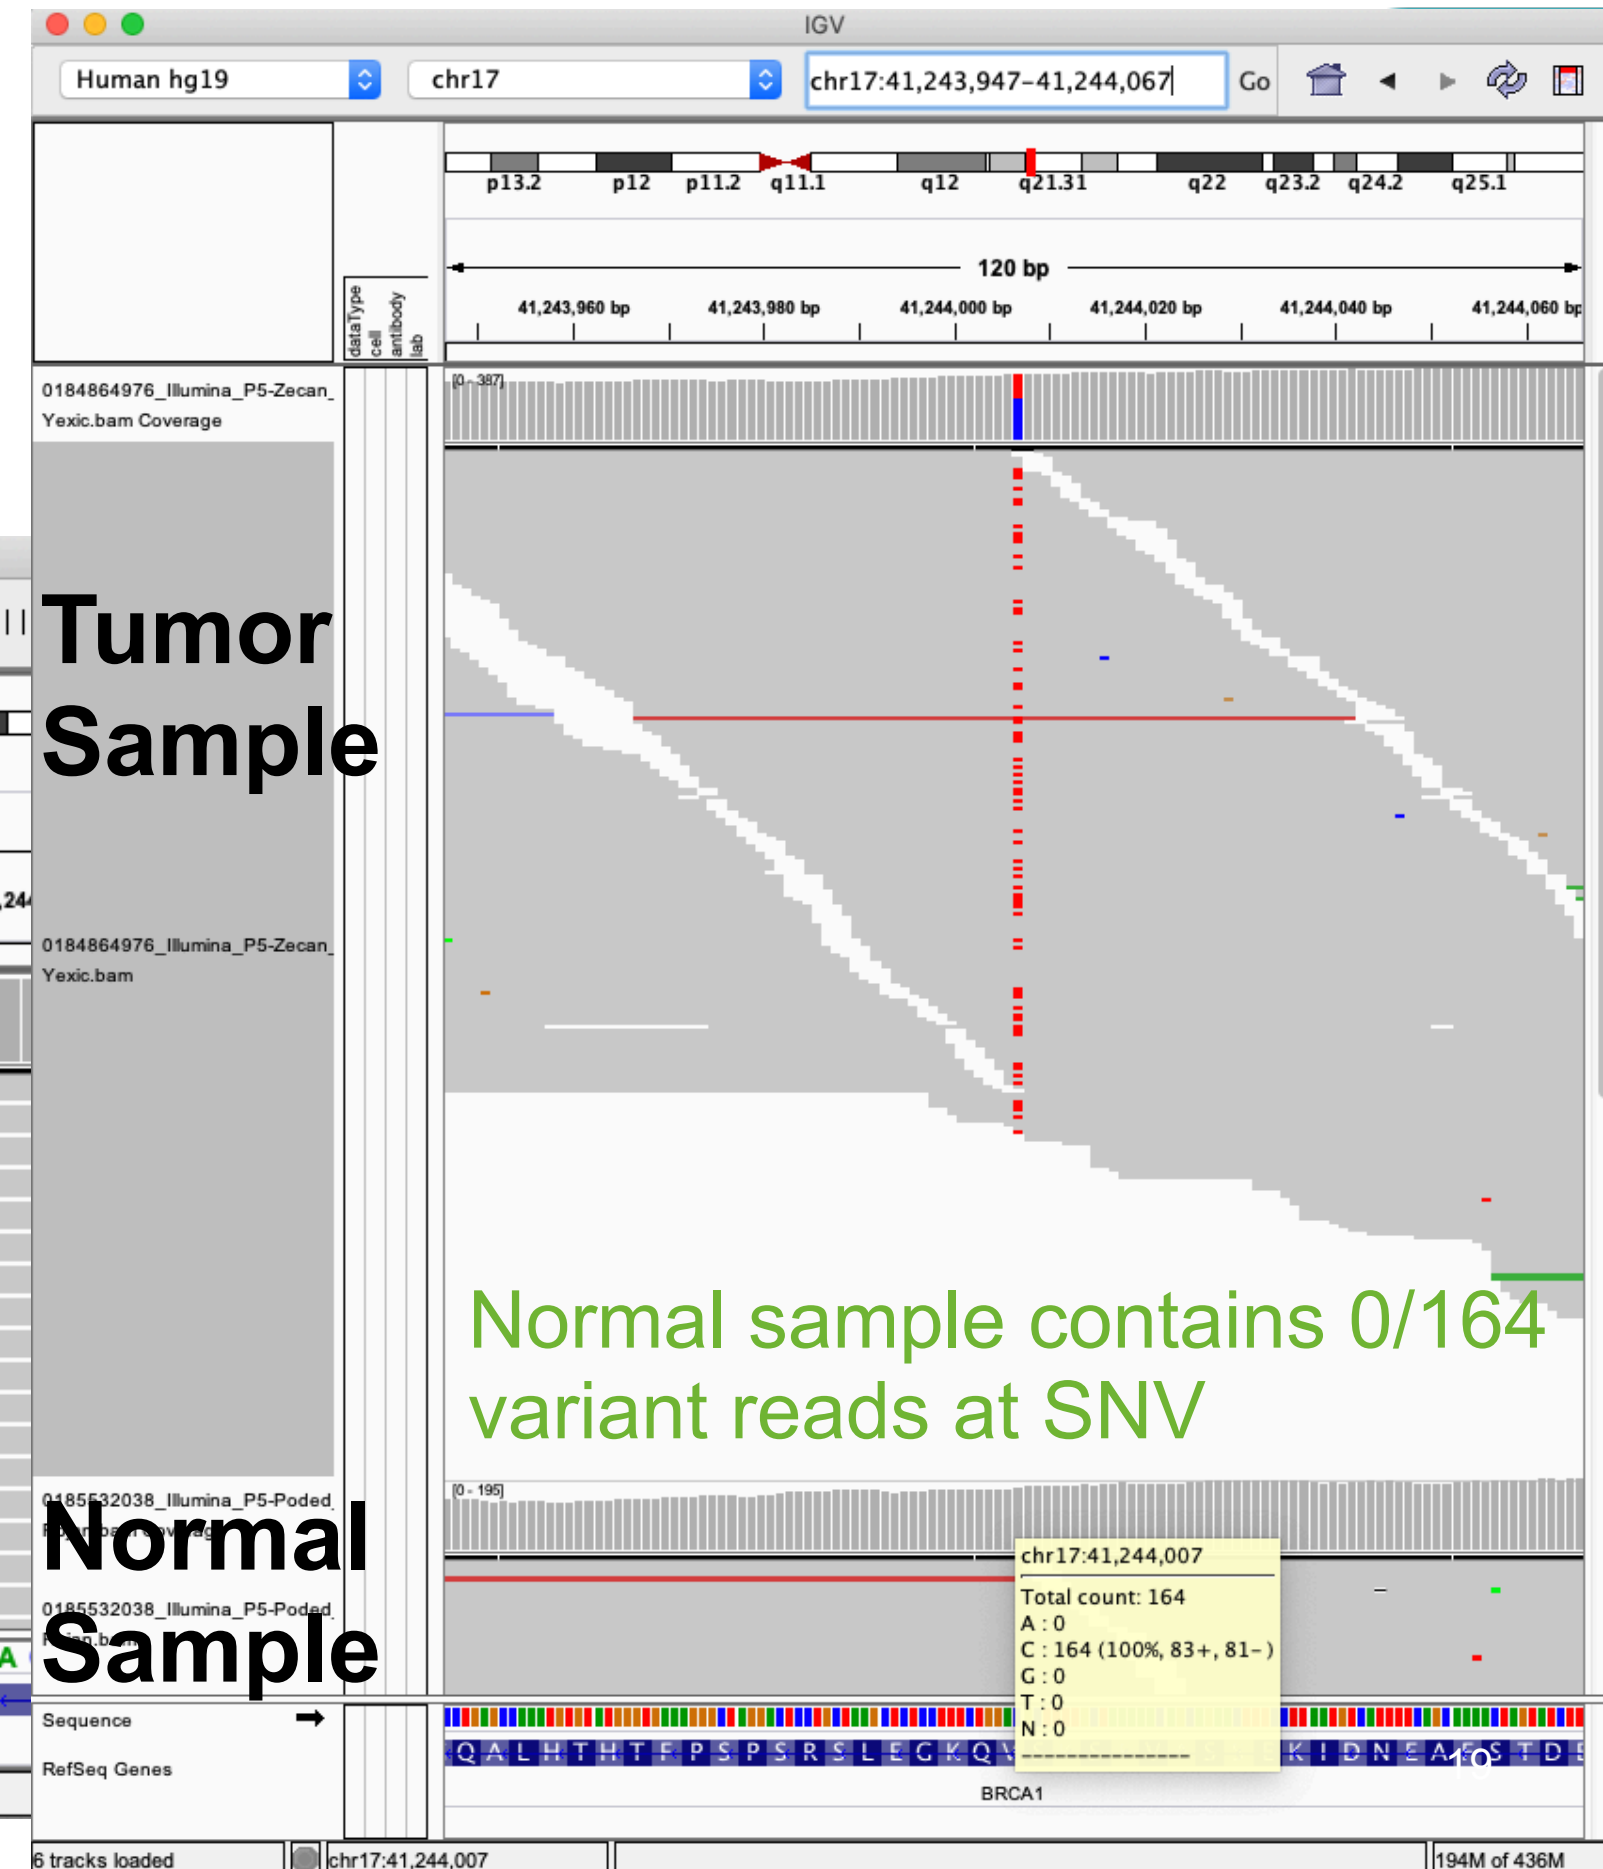 IGV
Human hg19 chr17 chr17:41,243,947-41,244,067 Go
p13.2 p12 p11.2 q11.1 q12 q21.31 q22 q23.2 q24.2 q25.1
120 bp
41,243,960 bp 41,243,980 bp 41,244,000 bp 41,244,020 bp 41,244,040 bp 41,244,060 bp
dataType
cell
antibody
lab
0184864976_Illumina_P5-Zecan_
Yexic.bam Coverage
[0 - 387]
Tumor
Sample
,244
0184864976_Illumina_P5-Zecan_
Yexic.bam
Normal sample contains 0/164
variant reads at SNV
0185532038_Illumina_P5-Poded_
[0 - 195]
Normal
0185532038_Illumina_P5-Poded_
Sample
chr17:41,244,007
Total count: 164
A : 0
C : 164 (100%, 83+, 81- )
G : 0
T : 0
N : 0
---------------
A
Sequence
RefSeq Genes
Q A L H T H T F P S P S R S L E G K Q K I D N E A S T D
19
BRCA1
6 tracks loaded chr17:41,244,007 194M of 436M